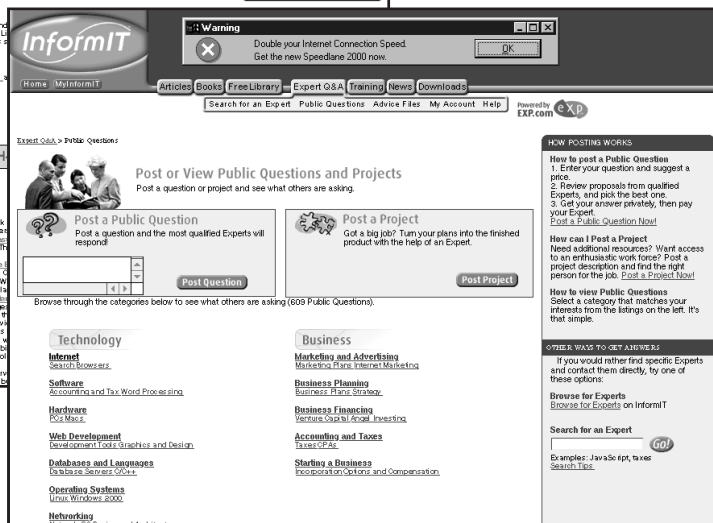 InformIT
Warning
Double your Internet Connection Speed.
Get the new Speedlane 2000 now.
OK
Home MyInformIT
Articles Books Free Library Expert Q&A Training News Downloads
Search for an Expert Public Questions Advice Files My Account Help
Powered by
EXP.com
eXp
Expert Q&A > Public Questions
Post or View Public Questions and Projects
Post a question or project and see what others are asking.
Post a Public Question
Post a question and the most qualified Experts will
respond!
Post Question
Post a Project
Got a big job? Turn your plans into the finished
product with the help of an Expert.
Post Project
Browse through the categories below to see what others are asking (609 Public Questions).
Technology
Internet
Search Browsers
Software
Accounting and Tax Word Processing
Hardware
PCs Macs
Web Development
Development Tools Graphics and Design
Databases and Languages
Database Servers C/C++
Operating Systems
Linux Windows 2000
Networking
Business
Marketing and Advertising
Marketing Plans Internet Marketing
Business Planning
Business Plans Strategy
Business Financing
Venture Capital Angel Investing
Accounting and Taxes
Taxes CPAs
Starting a Business
Incorporation Options and Compensation
HOW POSTING WORKS
How to post a Public Question
1. Enter your question and suggest a
price.
2. Review proposals from qualified
Experts, and pick the best one.
3. Get your answer privately, then pay
your Expert.
Post a Public Question Now!
How can I Post a Project
Need additional resources? Want access
to an enthusiastic work force? Post a
project description and find the right
person for the job. Post a Project Now!
How to view Public Questions
Select a category that matches your
interests from the listings on the left. It's
that simple.
OTHER WAYS TO GET ANSWERS
If you would rather find specific Experts
and contact them directly, try one of
these options:
Browse for Experts
Browse for Experts on InformIT
Search for an Expert
Go!
Examples: JavaScript, taxes
Search Tips